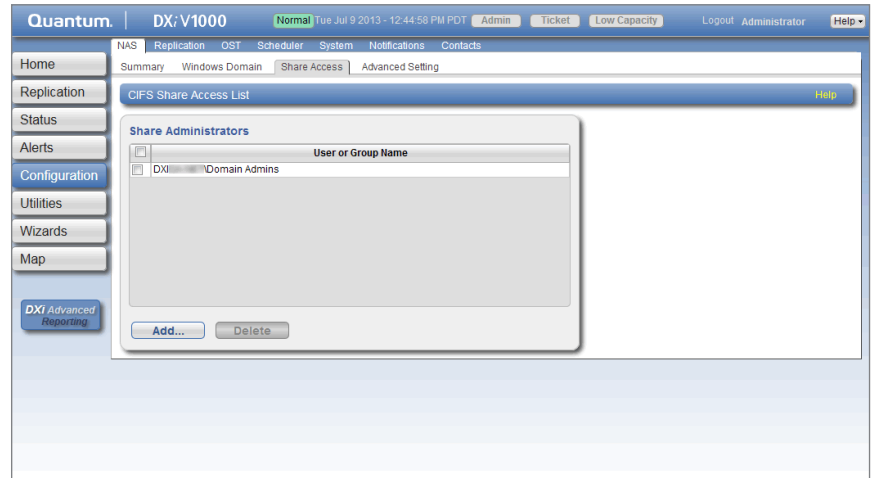 Quantum. DXi V1000 Normal Tue Jul 9 2013 - 12:44:58 PM PDT Admin Ticket Low Capacity Logout Administrator Help
NAS Replication OST Scheduler System Notifications Contacts
Summary Windows Domain Share Access Advanced Setting
Home
Replication
Status
Alerts
Configuration
Utilities
Wizards
Map
DXi Advanced
Reporting
CIFS Share Access List Help
Share Administrators
User or Group Name
\Domain Admins
Add... Delete